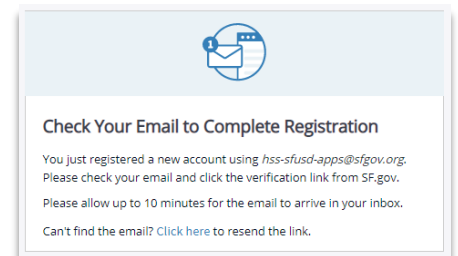 1
Check Your Email to Complete Registration
You just registered a new account using hss-sfusd-apps@sfgov.org.
Please check your email and click the verification link from SF.gov.
Please allow up to 10 minutes for the email to arrive in your inbox.
Can't find the email? Click here to resend the link.